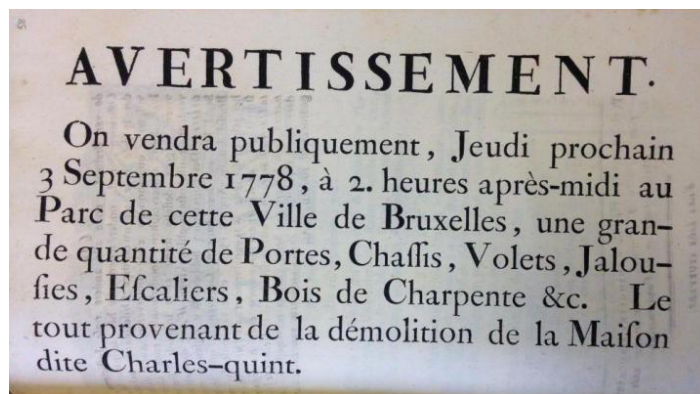 AVERTISSEMENT.
On vendra publiquement, Jeudi prochain
3 Septembre 1778, à 2. heures après-midi au
Parc de cette Ville de Bruxelles, une gran-
de quantité de Portes, Chaſſis, Volets, Jalou-
ſies, Eſcaliers, Bois de Charpente &c. Le
tout provenant de la démolition de la Maiſon
dite Charles-quint.